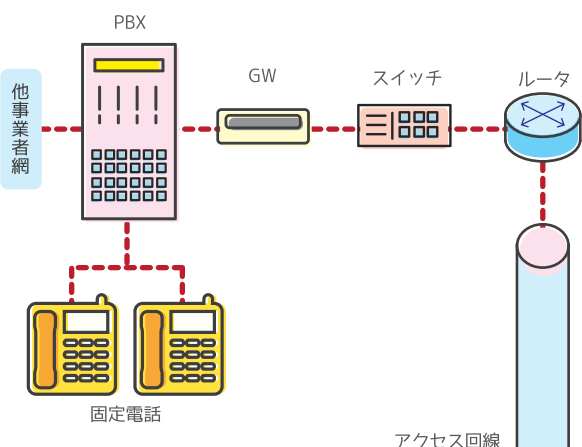 PBX
GW
スイッチ
ルータ
他事業者網
固定電話
アクセス回線